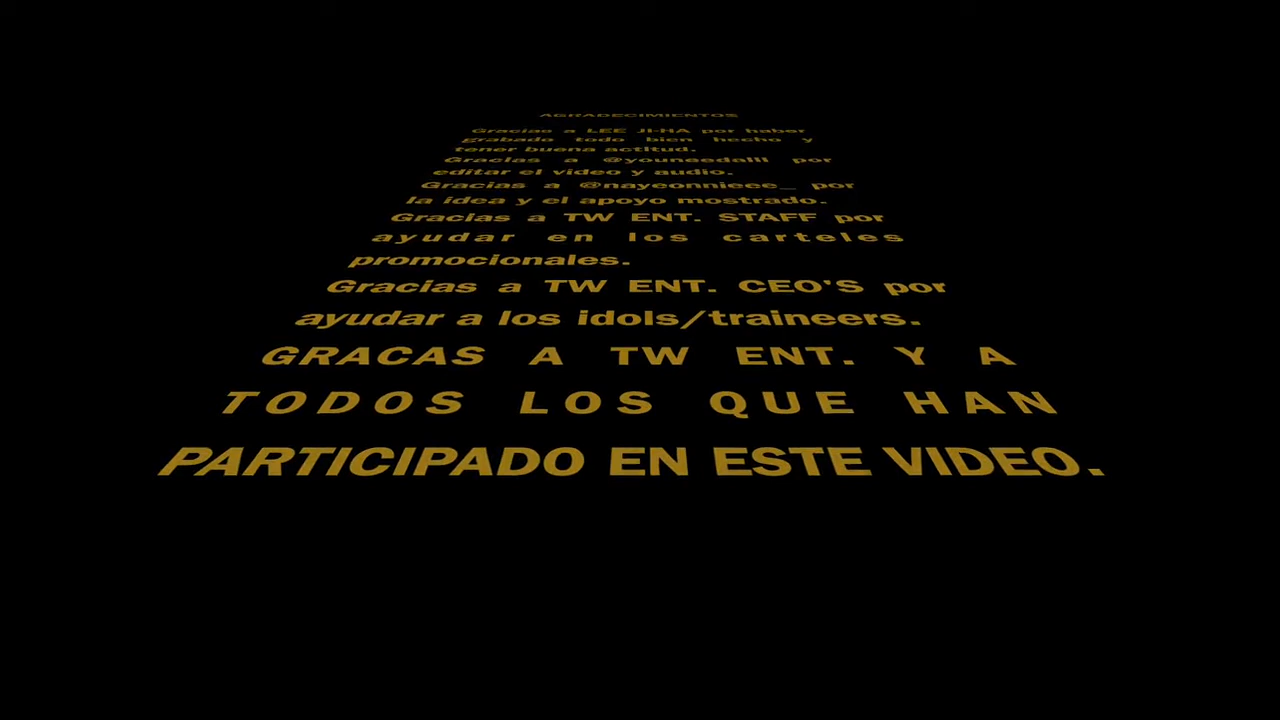 AGRADECIMIENTOS
Gracias a LEE JI-HA por haber
grabado todo bien hecho y
tener buena actitud.
Gracias a @youneedalll por
editar el video y audio.
Gracias a @nayeonnieee_ por
la idea y el apoyo mostrado.
Gracias a TW ENT. STAFF por
ayudar en los carteles
promocionales.
Gracias a TW ENT. CEO'S por
ayudar a los idols/traineers.
GRACAS A TW ENT. Y A
TODOS LOS QUE HAN
PARTICIPADO EN ESTE VIDEO.